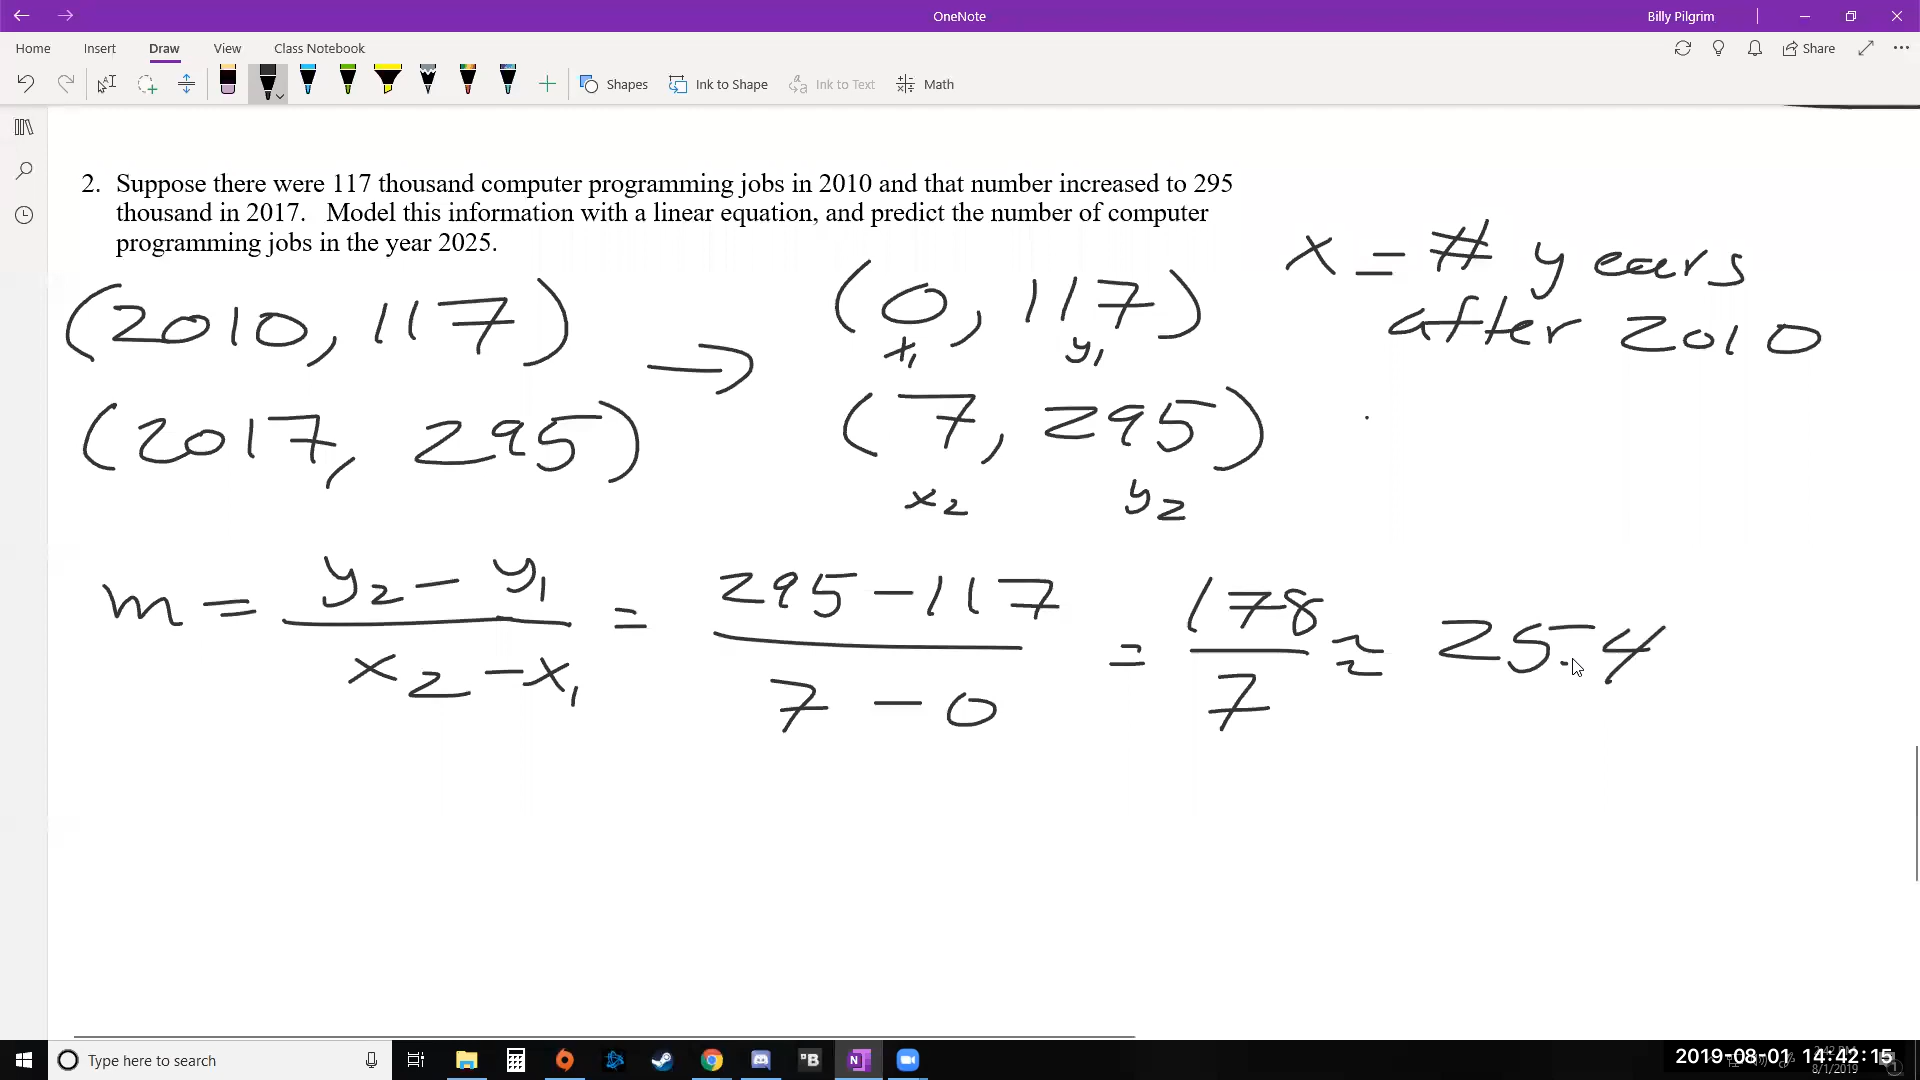 OneNote
Billy Pilgrim
Home Insert Draw View Class Notebook
Share
Shapes Ink to Shape Ink to Text Math
2. Suppose there were 117 thousand computer programming jobs in 2010 and that number increased to 295
thousand in 2017. Model this information with a linear equation, and predict the number of computer
programming jobs in the year 2025.
x = # years
after 2010
(2010, 117) → (0, 117)
x₁ y₁
(2017, 295) (7, 295)
x₂ y₂
m = y₂ - y₁ / x₂ - x₁ = 295 - 117 / 7 - 0 = 178 / 7 ≈ 25.4
Type here to search
2019-08-01 14:42:15
8/1/2019